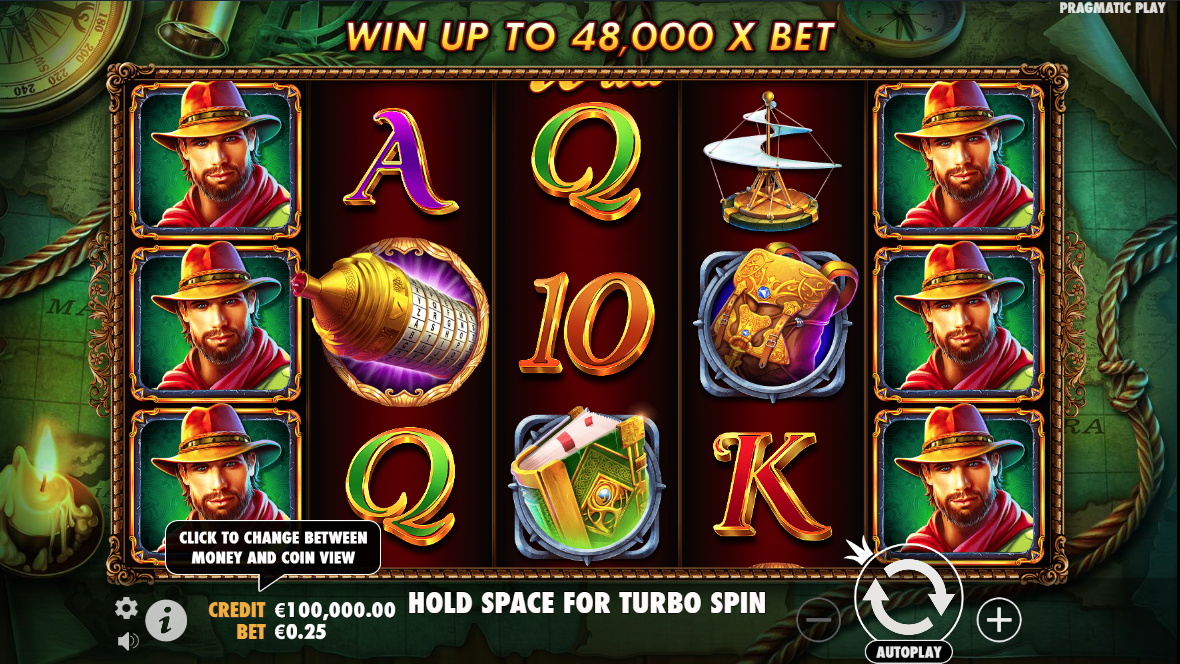 PRAGMATIC PLAY
WIN UP TO 48,000 X BET
A
Q
10
Q
K
CLICK TO CHANGE BETWEEN
MONEY AND COIN VIEW
CREDIT €100,000.00
BET €0.25
HOLD SPACE FOR TURBO SPIN
AUTOPLAY